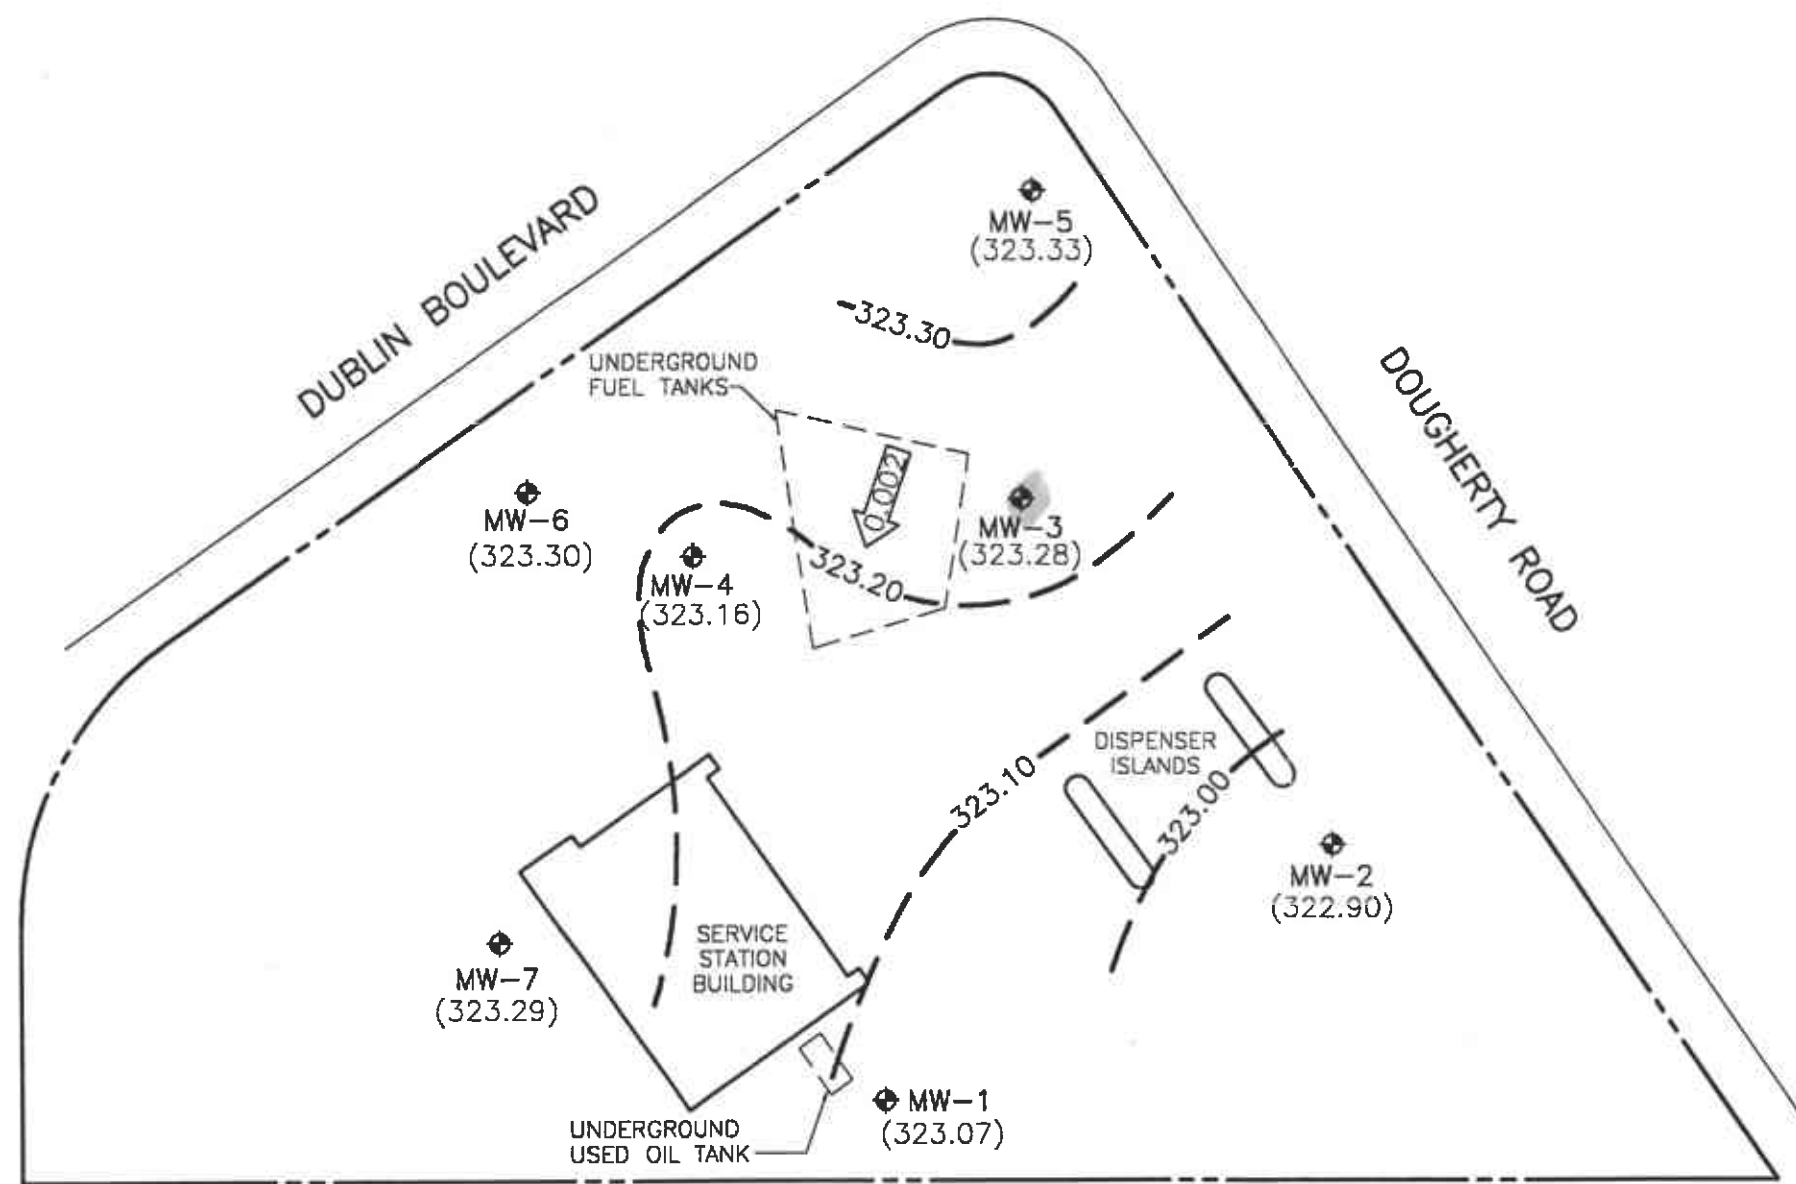 DUBLIN BOULEVARD
DOUGHERTY ROAD
MW-5
(323.33)
323.30
UNDERGROUND
FUEL TANKS
0.002
MW-6
(323.30)
MW-3
(323.28)
MW-4
(323.16)
323.20
DISPENSER
ISLANDS
323.10
323.00
MW-2
(322.90)
SERVICE
STATION
BUILDING
MW-7
(323.29)
MW-1
(323.07)
UNDERGROUND
USED OIL TANK